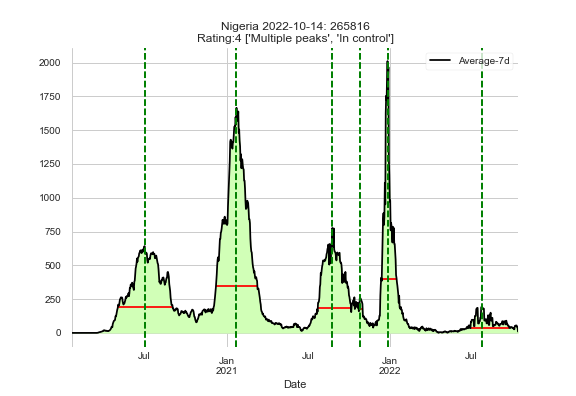 Nigeria 2022-10-14: 265816
Rating:4 ['Multiple peaks', 'In control']
Average-7d
2000
1750
1500
1250
1000
750
500
250
0
Jul
Jan
2021
Jul
Jan
2022
Jul
Date